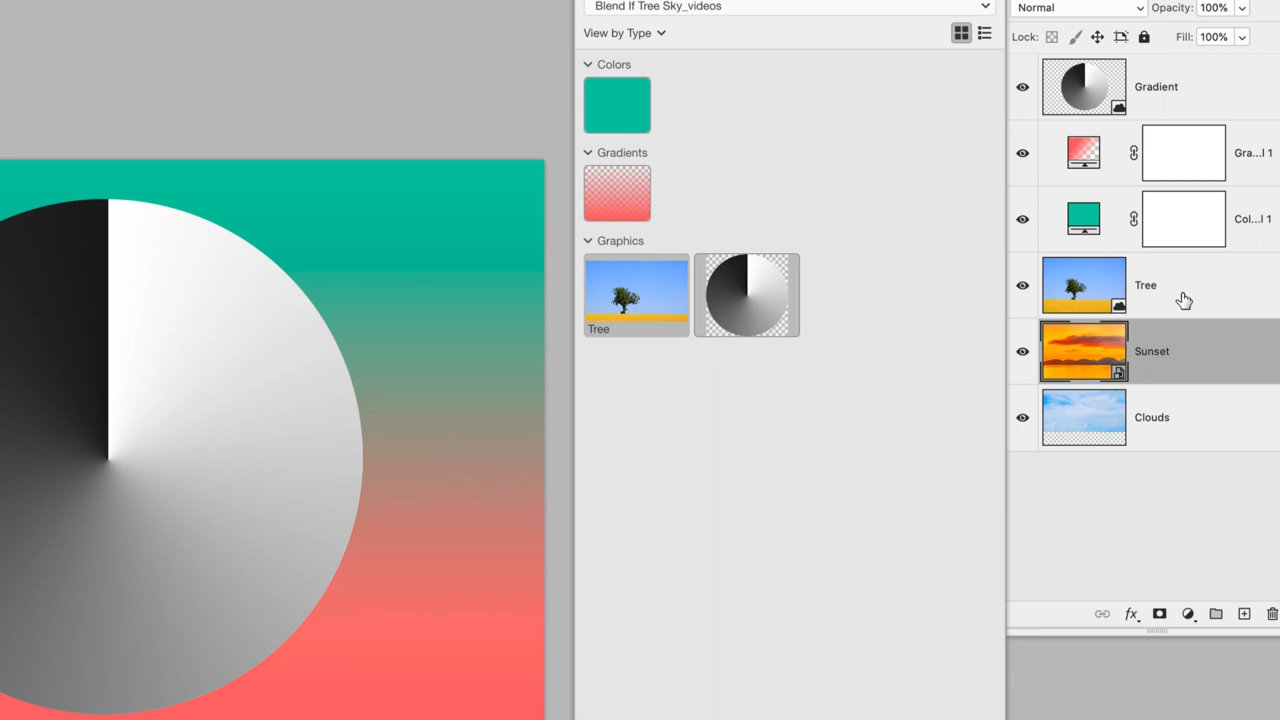 Blend If Tree Sky_videos
View by Type
Colors
Gradients
Graphics
Tree
Normal
Opacity: 100%
Lock:
Fill: 100%
Gradient
Gra...l 1
Col...l 1
Tree
Sunset
Clouds
fx